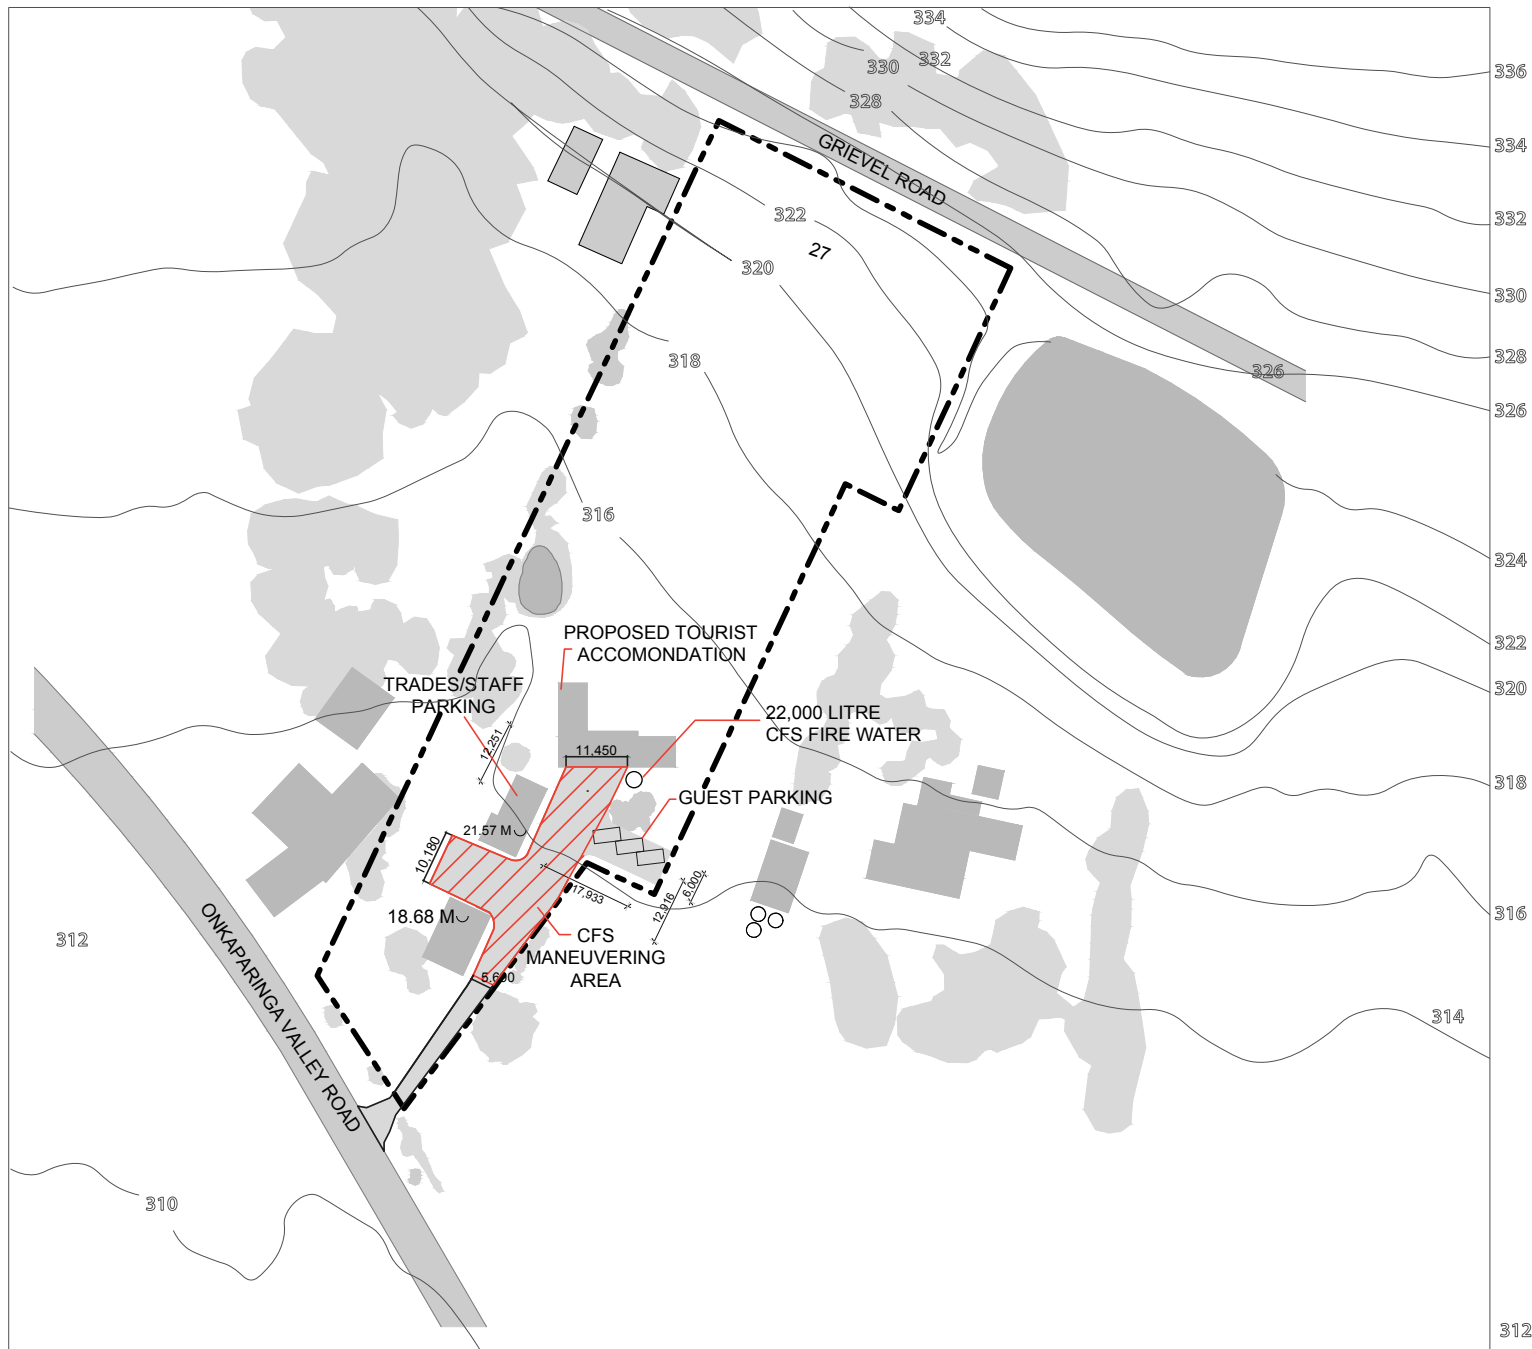 334
332
330
336
328
334
GRIEVEL ROAD
322
332
27
320
330
318
328
326
326
316
324
PROPOSED TOURIST
ACCOMONDATION
322
TRADES/STAFF
PARKING
320
22,000 LITRE
CFS FIRE WATER
12,251
11,450
318
GUEST PARKING
21.57 M
10,180
17,933
12,916
6,000
316
18.68 M
312
CFS
MANEUVERING
AREA
5,600
ONKAPARINGA VALLEY ROAD
314
310
312